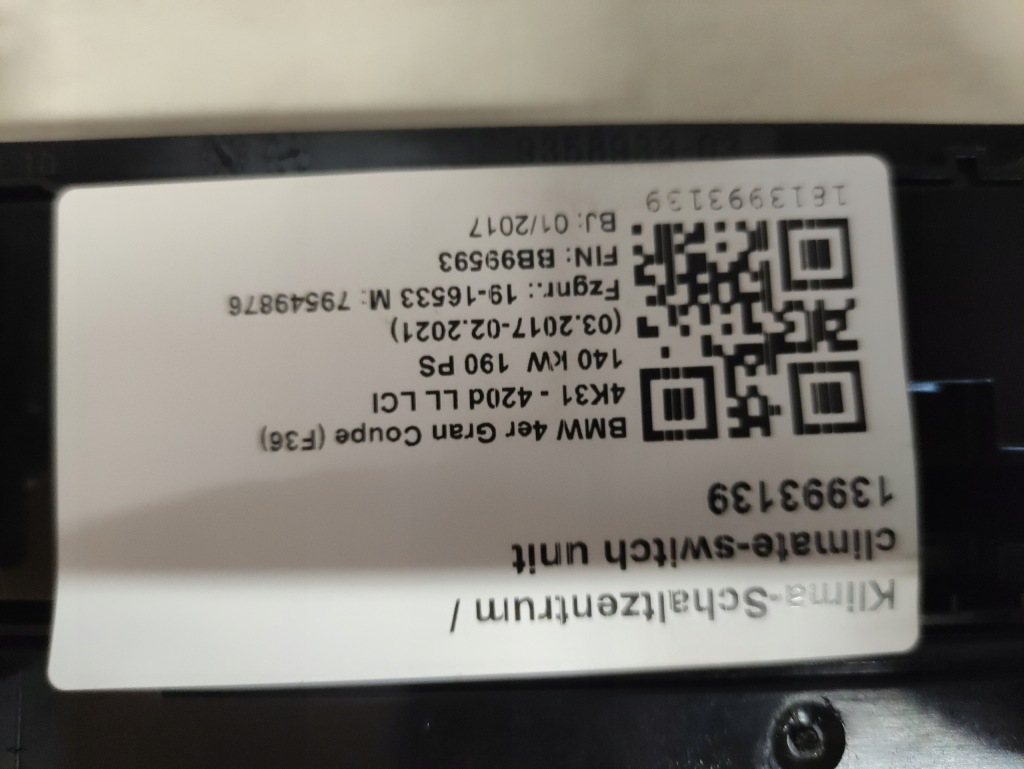 Klima-Schaltzentrum /
climate-switch unit
13993139
BMW 4er Gran Coupe (F36)
4K31 - 420d LL LCI
140 kW 190 PS
(03.2017-02.2021)
Fzgnr.: 19-16533 M: 79549876
FIN: BB99593
BJ: 01/2017
1613993139